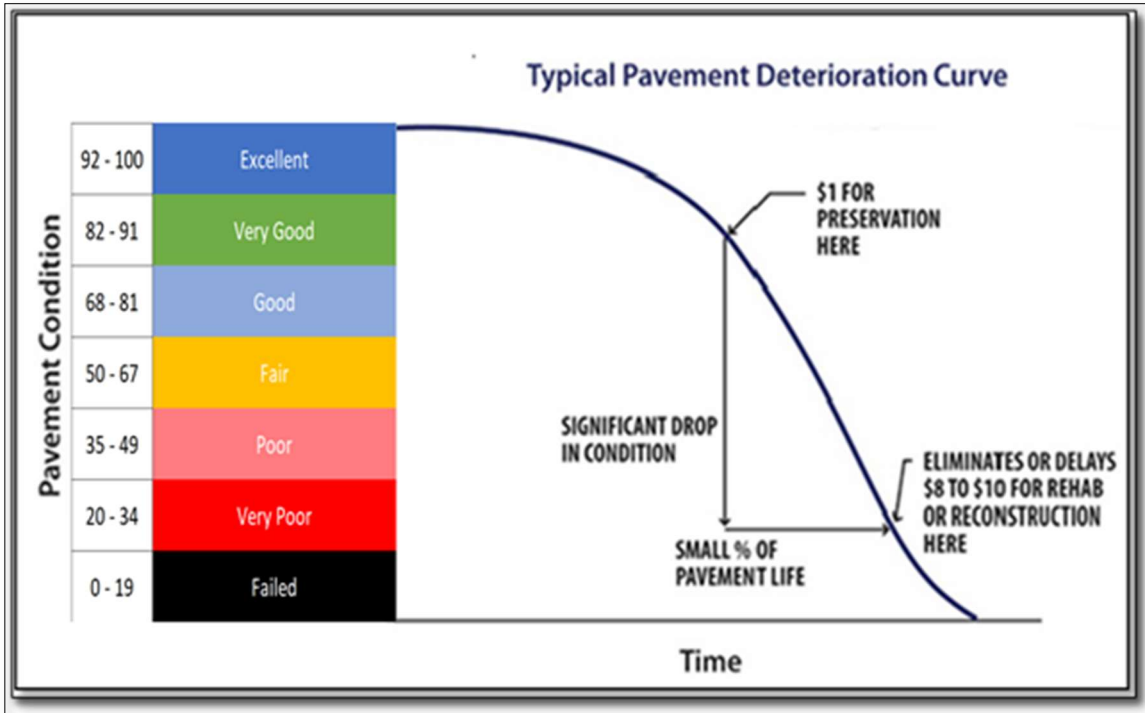 Typical Pavement Deterioration Curve
Pavement Condition
92 - 100 Excellent
82 - 91 Very Good
68 - 81 Good
50 - 67 Fair
35 - 49 Poor
20 - 34 Very Poor
0 - 19 Failed
$1 FOR
PRESERVATION
HERE
SIGNIFICANT DROP
IN CONDITION
ELIMINATES OR DELAYS
$8 TO $10 FOR REHAB
OR RECONSTRUCTION
HERE
SMALL % OF
PAVEMENT LIFE
Time